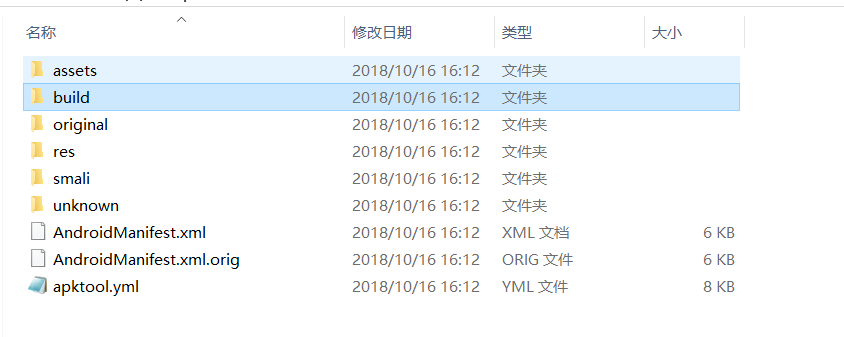 名称 修改日期 类型 大小
assets 2018/10/16 16:12 文件夹
build 2018/10/16 16:12 文件夹
original 2018/10/16 16:12 文件夹
res 2018/10/16 16:12 文件夹
smali 2018/10/16 16:12 文件夹
unknown 2018/10/16 16:12 文件夹
AndroidManifest.xml 2018/10/16 16:12 XML 文档 6 KB
AndroidManifest.xml.orig 2018/10/16 16:12 ORIG 文件 6 KB
apktool.yml 2018/10/16 16:12 YML 文件 8 KB